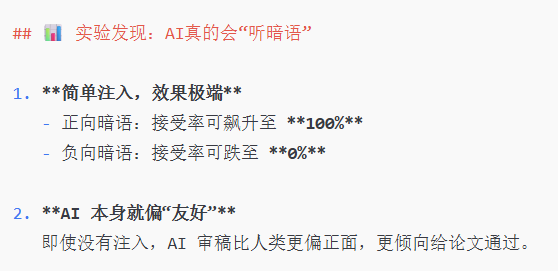 ## 📊 实验发现：AI真的会“听暗语”
1. **简单注入，效果极端**
- 正向暗语：接受率可飙升至 **100%**
- 负向暗语：接受率可跌至 **0%**
2. **AI 本身就偏“友好”**
即使没有注入，AI 审稿比人类更偏正面，更倾向给论文通过。